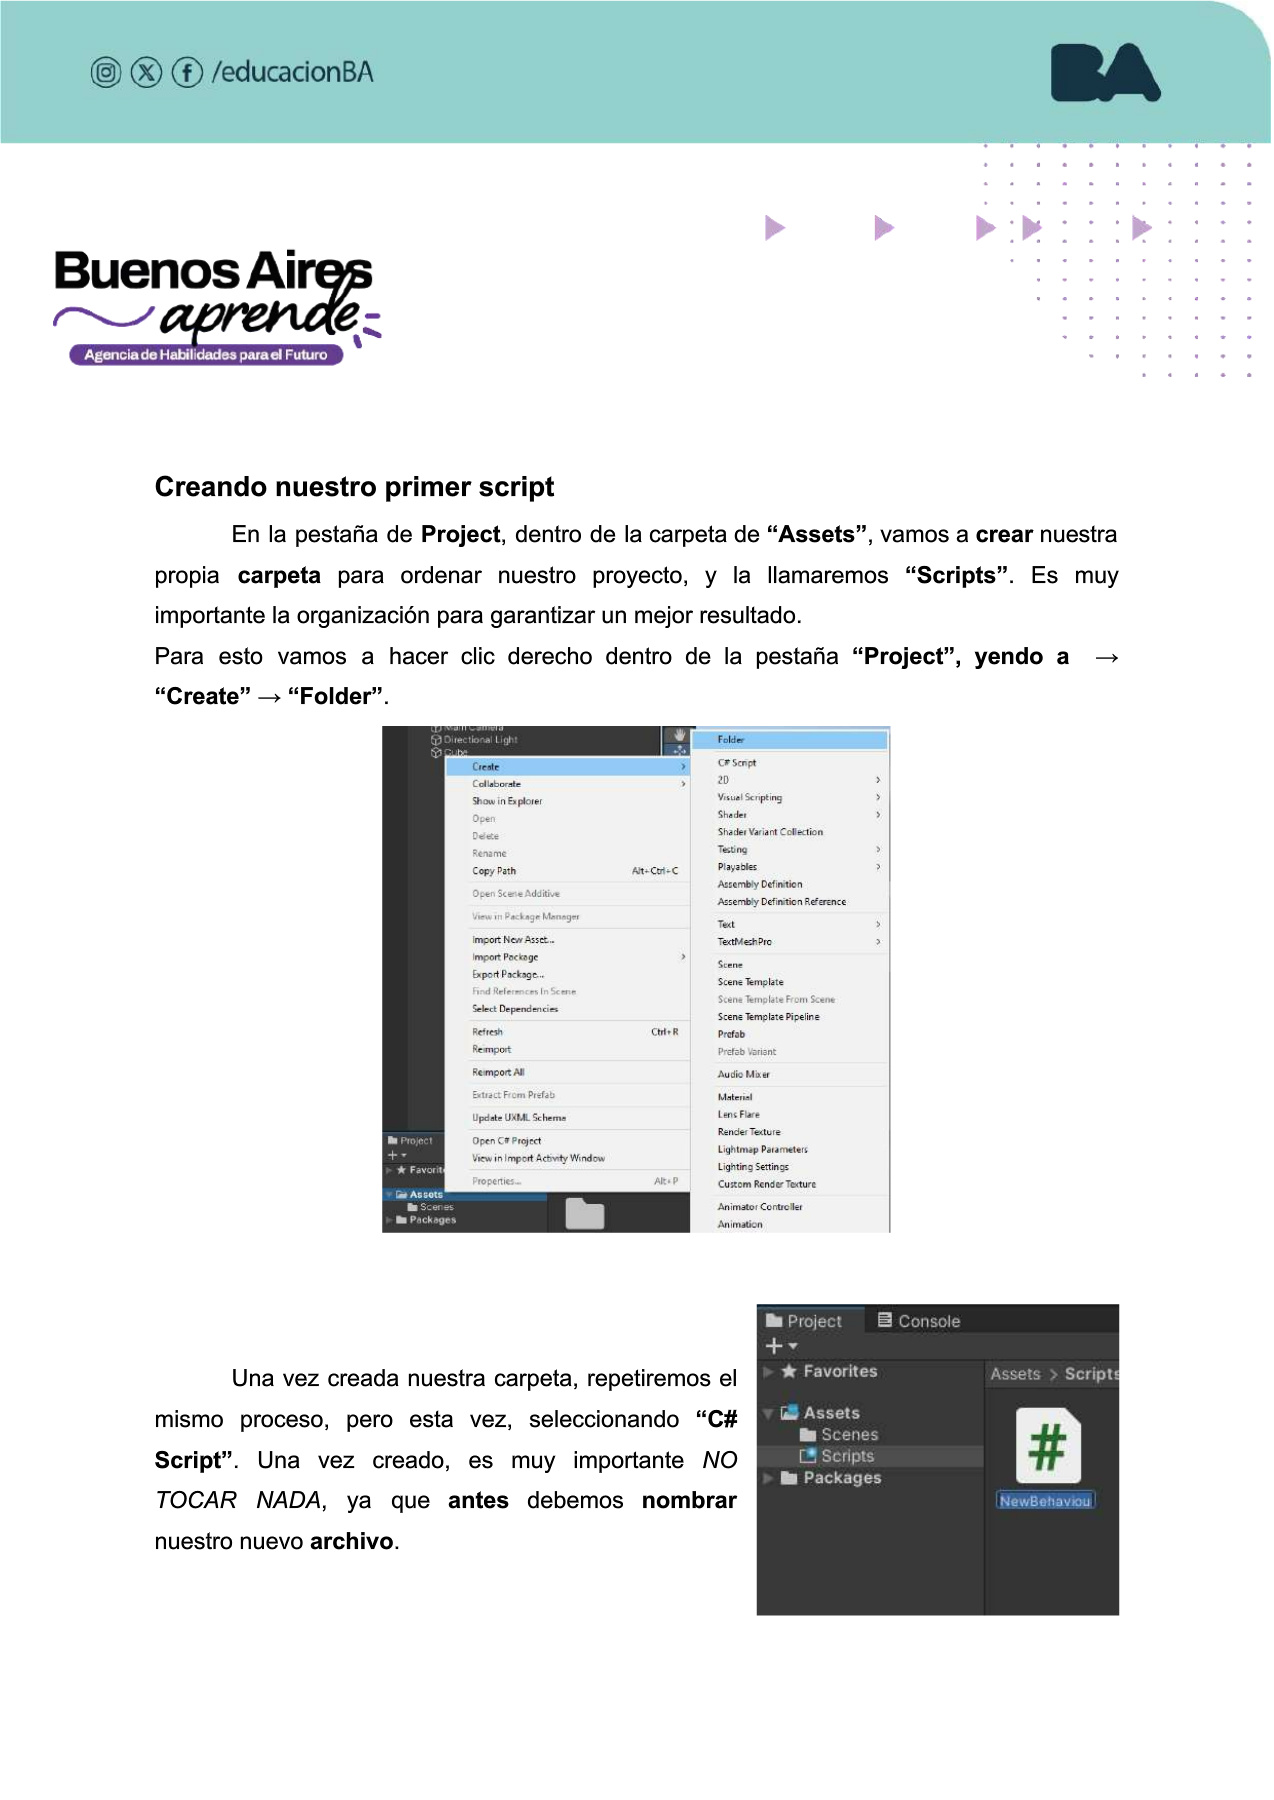 /educacionBA
BA
Buenos Aires
aprende
Agencia de Habilidades para el Futuro
Creando nuestro primer script
En la pestaña de Project, dentro de la carpeta de “Assets”, vamos a crear nuestra
propia carpeta para ordenar nuestro proyecto, y la llamaremos “Scripts”. Es muy
importante la organización para garantizar un mejor resultado.
Para esto vamos a hacer clic derecho dentro de la pestaña “Project”, yendo a →
“Create” → “Folder”.
Main Camera
Directional Light
Cube
Create
Collaborate
Show in Explorer
Open
Delete
Rename
Copy Path Alt+Ctrl+C
Open Scene Additive
View in Package Manager
Import New Asset...
Import Package
Export Package...
Find References In Scene
Select Dependencies
Refresh Ctrl+R
Reimport
Reimport All
Extract From Prefab
Update UXML Schema
Open C# Project
View in Import Activity Window
Properties... Alt+P
Folder
C# Script
2D
Visual Scripting
Shader
Shader Variant Collection
Testing
Playables
Assembly Definition
Assembly Definition Reference
Text
TextMeshPro
Scene
Scene Template
Scene Template From Scene
Scene Template Pipeline
Prefab
Prefab Variant
Audio Mixer
Material
Lens Flare
Render Texture
Lightmap Parameters
Lighting Settings
Custom Render Texture
Animator Controller
Animation
Project
Favorit
Assets
Scenes
Packages
Una vez creada nuestra carpeta, repetiremos el
mismo proceso, pero esta vez, seleccionando “C#
Script”. Una vez creado, es muy importante NO
TOCAR NADA, ya que antes debemos nombrar
nuestro nuevo archivo.
Project Console
Favorites
Assets
Scenes
Scripts
Packages
Assets > Scripts
#
NewBehaviou